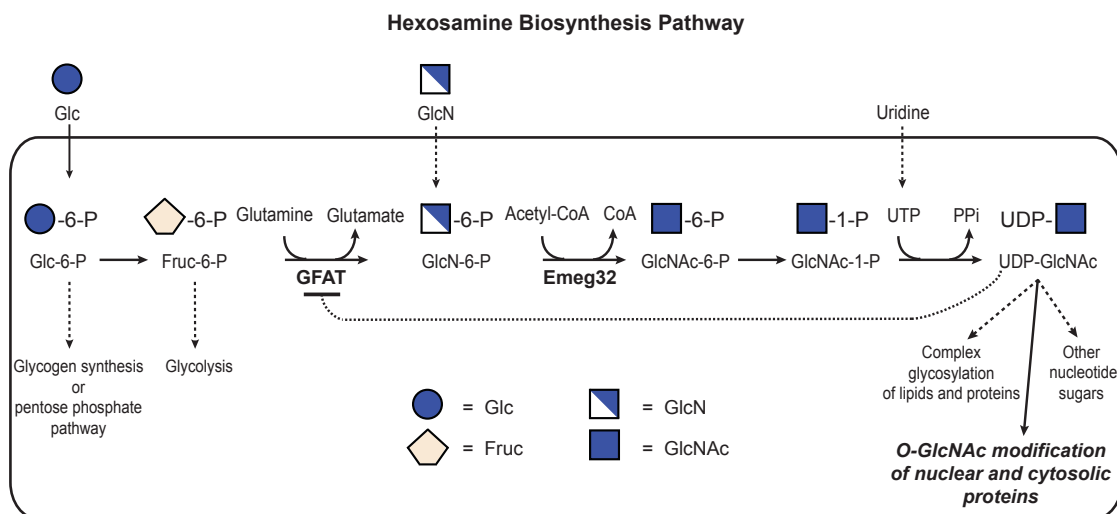 Hexosamine Biosynthesis Pathway
Glc
GlcN
Uridine
-6-P
-6-P
Glutamine
Glutamate
-6-P
Acetyl-CoA
CoA
-6-P
-1-P
UTP
PPi
UDP-
Glc-6-P
Fruc-6-P
GFAT
GlcN-6-P
Emeg32
GlcNAc-6-P
GlcNAc-1-P
UDP-GlcNAc
Glycogen synthesis
or
pentose phosphate
pathway
Glycolysis
Complex
glycosylation
of lipids and proteins
Other
nucleotide
sugars
= Glc
= GlcN
= Fruc
= GlcNAc
O-GlcNAc modification
of nuclear and cytosolic
proteins